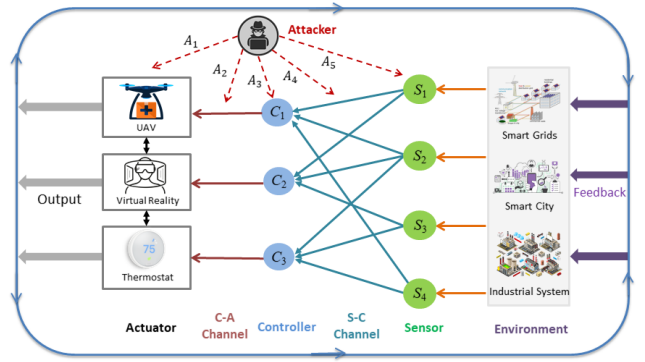 Attacker
A1
A2
A3
A4
A5
UAV
Virtual Reality
75
Thermostat
C1
C2
C3
S1
S2
S3
S4
Smart Grids
Smart City
Industrial System
Output
Feedback
Actuator
C-A
Channel
Controller
S-C
Channel
Sensor
Environment